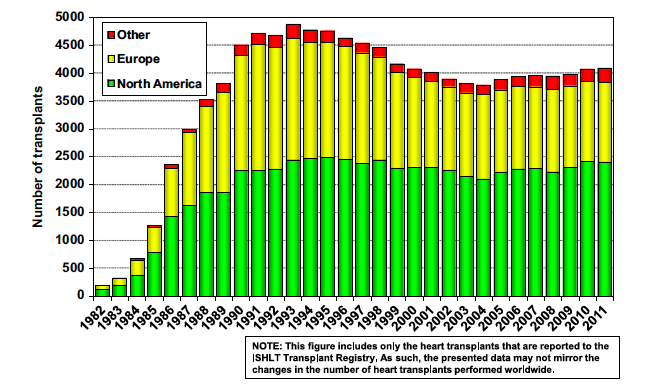 5000
Other
4500
Europe
4000
North America
3500
3000
2500
2000
1500
1000
500
0
Number of transplants
1982 1983 1984 1985 1986 1987 1988 1989 1990 1991 1992 1993 1994 1995 1996 1997 1998 1999 2000 2001 2002 2003 2004 2005 2006 2007 2008 2009 2010 2011
NOTE: This figure includes only the heart transplants that are reported to the
ISHLT Transplant Registry. As such, the presented data may not mirror the
changes in the number of heart transplants performed worldwide.